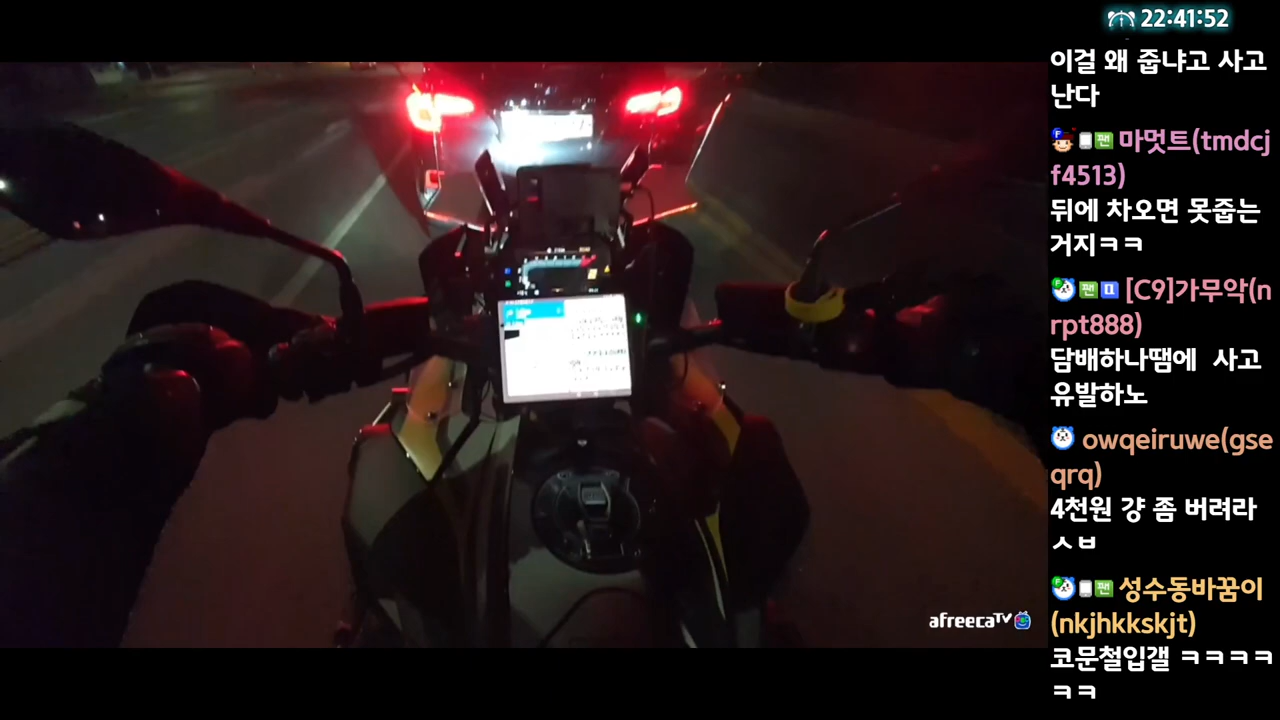 22:41:52
이걸 왜 줍냐고 사고
난다
마멋트(tmdcj
f4513)
뒤에 차오면 못줍는
거지ㅋㅋ
[C9]가무악(n
rpt888)
담배하나땜에 사고
유발하노
owqeiruwe(gse
qrq)
4천원 걍 좀 버려라
ㅅㅂ
성수동바꿈이
(nkjhkkskjt)
코문철입갤 ㅋㅋㅋㅋ
ㅋㅋ
afreecaTV